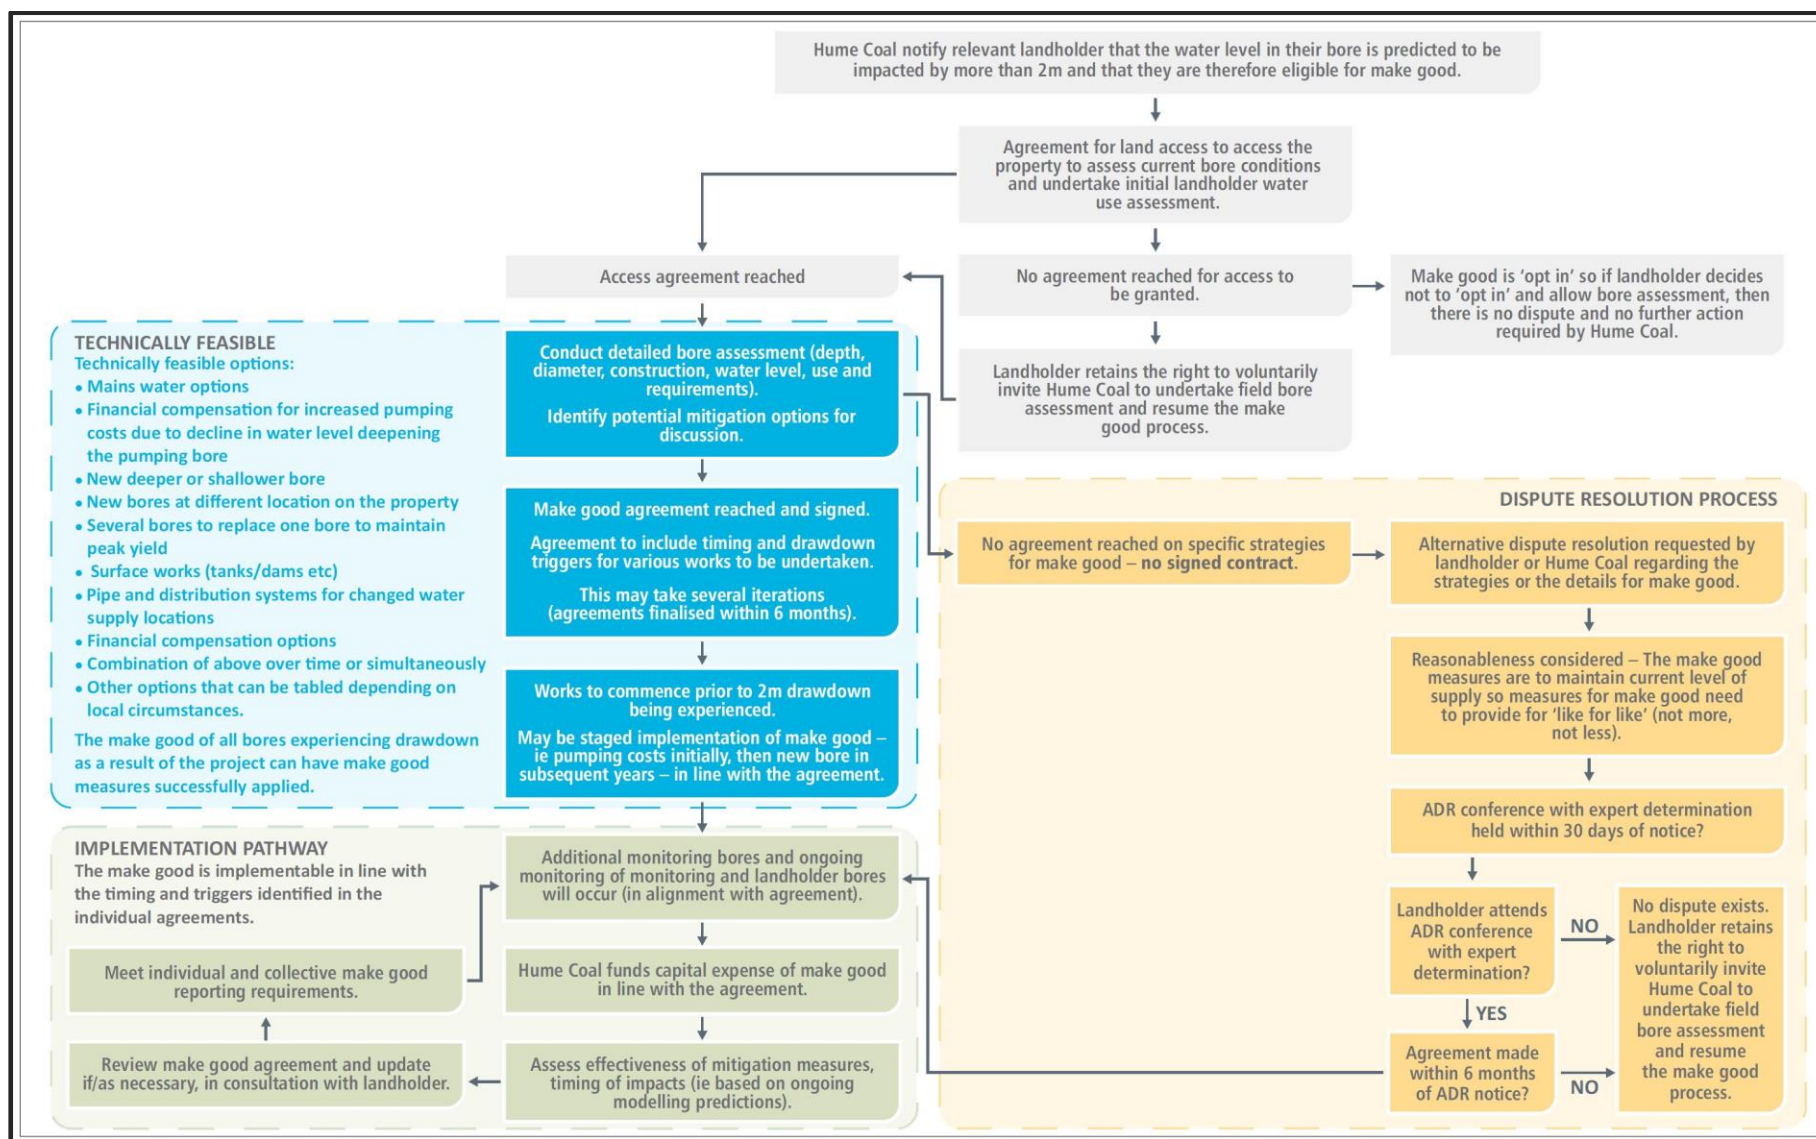 Hume Coal notify relevant landholder that the water level in their bore is predicted to be
impacted by more than 2m and that they are therefore eligible for make good.
Agreement for land access to access the
property to assess current bore conditions
and undertake initial landholder water
use assessment.
Access agreement reached
No agreement reached for access to
be granted.
Make good is ‘opt in’ so if landholder decides
not to ‘opt in’ and allow bore assessment, then
there is no dispute and no further action
required by Hume Coal.
Landholder retains the right to voluntarily
invite Hume Coal to undertake field bore
assessment and resume the make
good process.
TECHNICALLY FEASIBLE
Technically feasible options:
• Mains water options
• Financial compensation for increased pumping
costs due to decline in water level deepening
the pumping bore
• New deeper or shallower bore
• New bores at different location on the property
• Several bores to replace one bore to maintain
peak yield
• Surface works (tanks/dams etc)
• Pipe and distribution systems for changed water
supply locations
• Financial compensation options
• Combination of above over time or simultaneously
• Other options that can be tabled depending on
local circumstances.
The make good of all bores experiencing drawdown
as a result of the project can have make good
measures successfully applied.
Conduct detailed bore assessment (depth,
diameter, construction, water level, use and
requirements).
Identify potential mitigation options for
discussion.
Make good agreement reached and signed.
Agreement to include timing and drawdown
triggers for various works to be undertaken.
This may take several iterations
(agreements finalised within 6 months).
Works to commence prior to 2m drawdown
being experienced.
May be staged implementation of make good –
ie pumping costs initially, then new bore in
subsequent years – in line with the agreement.
DISPUTE RESOLUTION PROCESS
No agreement reached on specific strategies
for make good – no signed contract.
Alternative dispute resolution requested by
landholder or Hume Coal regarding the
strategies or the details for make good.
Reasonableness considered – The make good
measures are to maintain current level of
supply so measures for make good need
to provide for ‘like for like’ (not more,
not less).
ADR conference with expert determination
held within 30 days of notice?
Landholder attends
ADR conference
with expert
determination?
NO
YES
Agreement made
within 6 months
of ADR notice?
NO
No dispute exists.
Landholder retains
the right to
voluntarily invite
Hume Coal to
undertake field
bore assessment
and resume
the make good
process.
IMPLEMENTATION PATHWAY
The make good is implementable in line with
the timing and triggers identified in the
individual agreements.
Additional monitoring bores and ongoing
monitoring of monitoring and landholder bores
will occur (in alignment with agreement).
Hume Coal funds capital expense of make good
in line with the agreement.
Assess effectiveness of mitigation measures,
timing of impacts (ie based on ongoing
modelling predictions).
Review make good agreement and update
if/as necessary, in consultation with landholder.
Meet individual and collective make good
reporting requirements.